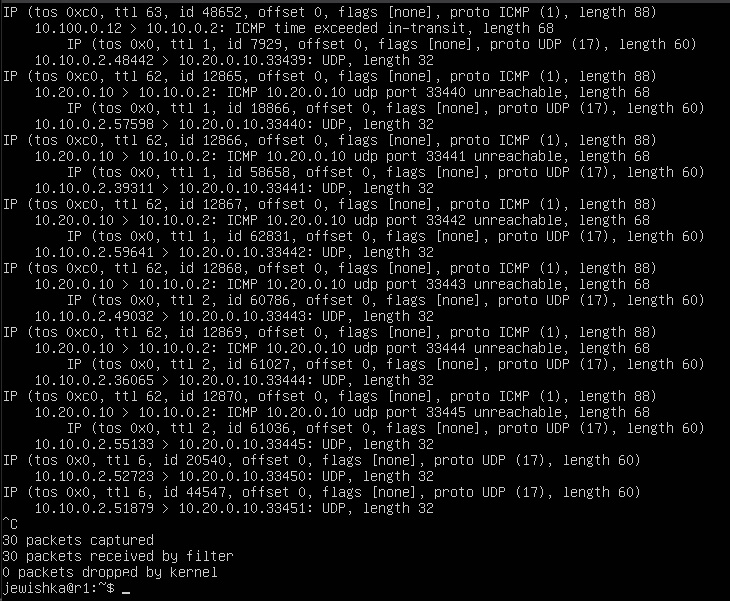 IP (tos 0xc0, ttl 63, id 48652, offset 0, flags [none], proto ICMP (1), length 88)
    10.100.0.12 > 10.10.0.2: ICMP time exceeded in-transit, length 68
        IP (tos 0x0, ttl 1, id 7929, offset 0, flags [none], proto UDP (17), length 60)
    10.10.0.2.48442 > 10.20.0.10.33439: UDP, length 32
IP (tos 0xc0, ttl 62, id 12865, offset 0, flags [none], proto ICMP (1), length 88)
    10.20.0.10 > 10.10.0.2: ICMP 10.20.0.10 udp port 33440 unreachable, length 68
        IP (tos 0x0, ttl 1, id 18866, offset 0, flags [none], proto UDP (17), length 60)
    10.10.0.2.57598 > 10.20.0.10.33440: UDP, length 32
IP (tos 0xc0, ttl 62, id 12866, offset 0, flags [none], proto ICMP (1), length 88)
    10.20.0.10 > 10.10.0.2: ICMP 10.20.0.10 udp port 33441 unreachable, length 68
        IP (tos 0x0, ttl 1, id 58658, offset 0, flags [none], proto UDP (17), length 60)
    10.10.0.2.39311 > 10.20.0.10.33441: UDP, length 32
IP (tos 0xc0, ttl 62, id 12867, offset 0, flags [none], proto ICMP (1), length 88)
    10.20.0.10 > 10.10.0.2: ICMP 10.20.0.10 udp port 33442 unreachable, length 68
        IP (tos 0x0, ttl 1, id 62831, offset 0, flags [none], proto UDP (17), length 60)
    10.10.0.2.59641 > 10.20.0.10.33442: UDP, length 32
IP (tos 0xc0, ttl 62, id 12868, offset 0, flags [none], proto ICMP (1), length 88)
    10.20.0.10 > 10.10.0.2: ICMP 10.20.0.10 udp port 33443 unreachable, length 68
        IP (tos 0x0, ttl 2, id 60786, offset 0, flags [none], proto UDP (17), length 60)
    10.10.0.2.49032 > 10.20.0.10.33443: UDP, length 32
IP (tos 0xc0, ttl 62, id 12869, offset 0, flags [none], proto ICMP (1), length 88)
    10.20.0.10 > 10.10.0.2: ICMP 10.20.0.10 udp port 33444 unreachable, length 68
        IP (tos 0x0, ttl 2, id 61027, offset 0, flags [none], proto UDP (17), length 60)
    10.10.0.2.36065 > 10.20.0.10.33444: UDP, length 32
IP (tos 0xc0, ttl 62, id 12870, offset 0, flags [none], proto ICMP (1), length 88)
    10.20.0.10 > 10.10.0.2: ICMP 10.20.0.10 udp port 33445 unreachable, length 68
        IP (tos 0x0, ttl 2, id 61036, offset 0, flags [none], proto UDP (17), length 60)
    10.10.0.2.55133 > 10.20.0.10.33445: UDP, length 32
IP (tos 0x0, ttl 6, id 20540, offset 0, flags [none], proto UDP (17), length 60)
    10.10.0.2.52723 > 10.20.0.10.33450: UDP, length 32
IP (tos 0x0, ttl 6, id 44547, offset 0, flags [none], proto UDP (17), length 60)
    10.10.0.2.51879 > 10.20.0.10.33451: UDP, length 32
^C
30 packets captured
30 packets received by filter
0 packets dropped by kernel
jewishka@r1:~$ _